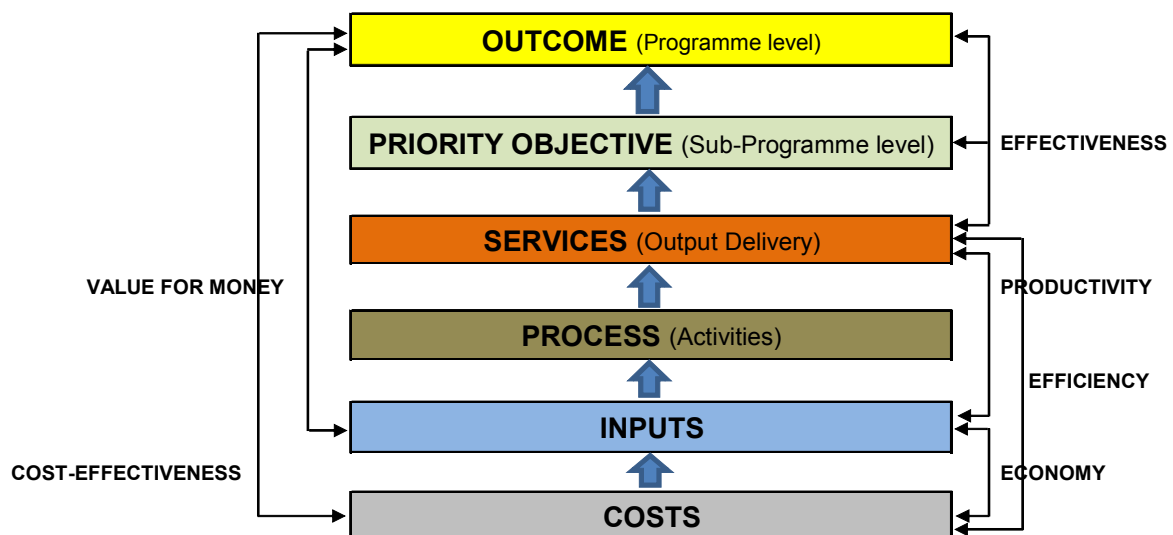 OUTCOME (Programme level)
PRIORITY OBJECTIVE (Sub-Programme level)
EFFECTIVENESS
SERVICES (Output Delivery)
VALUE FOR MONEY
PRODUCTIVITY
PROCESS (Activities)
EFFICIENCY
INPUTS
COST-EFFECTIVENESS
ECONOMY
COSTS